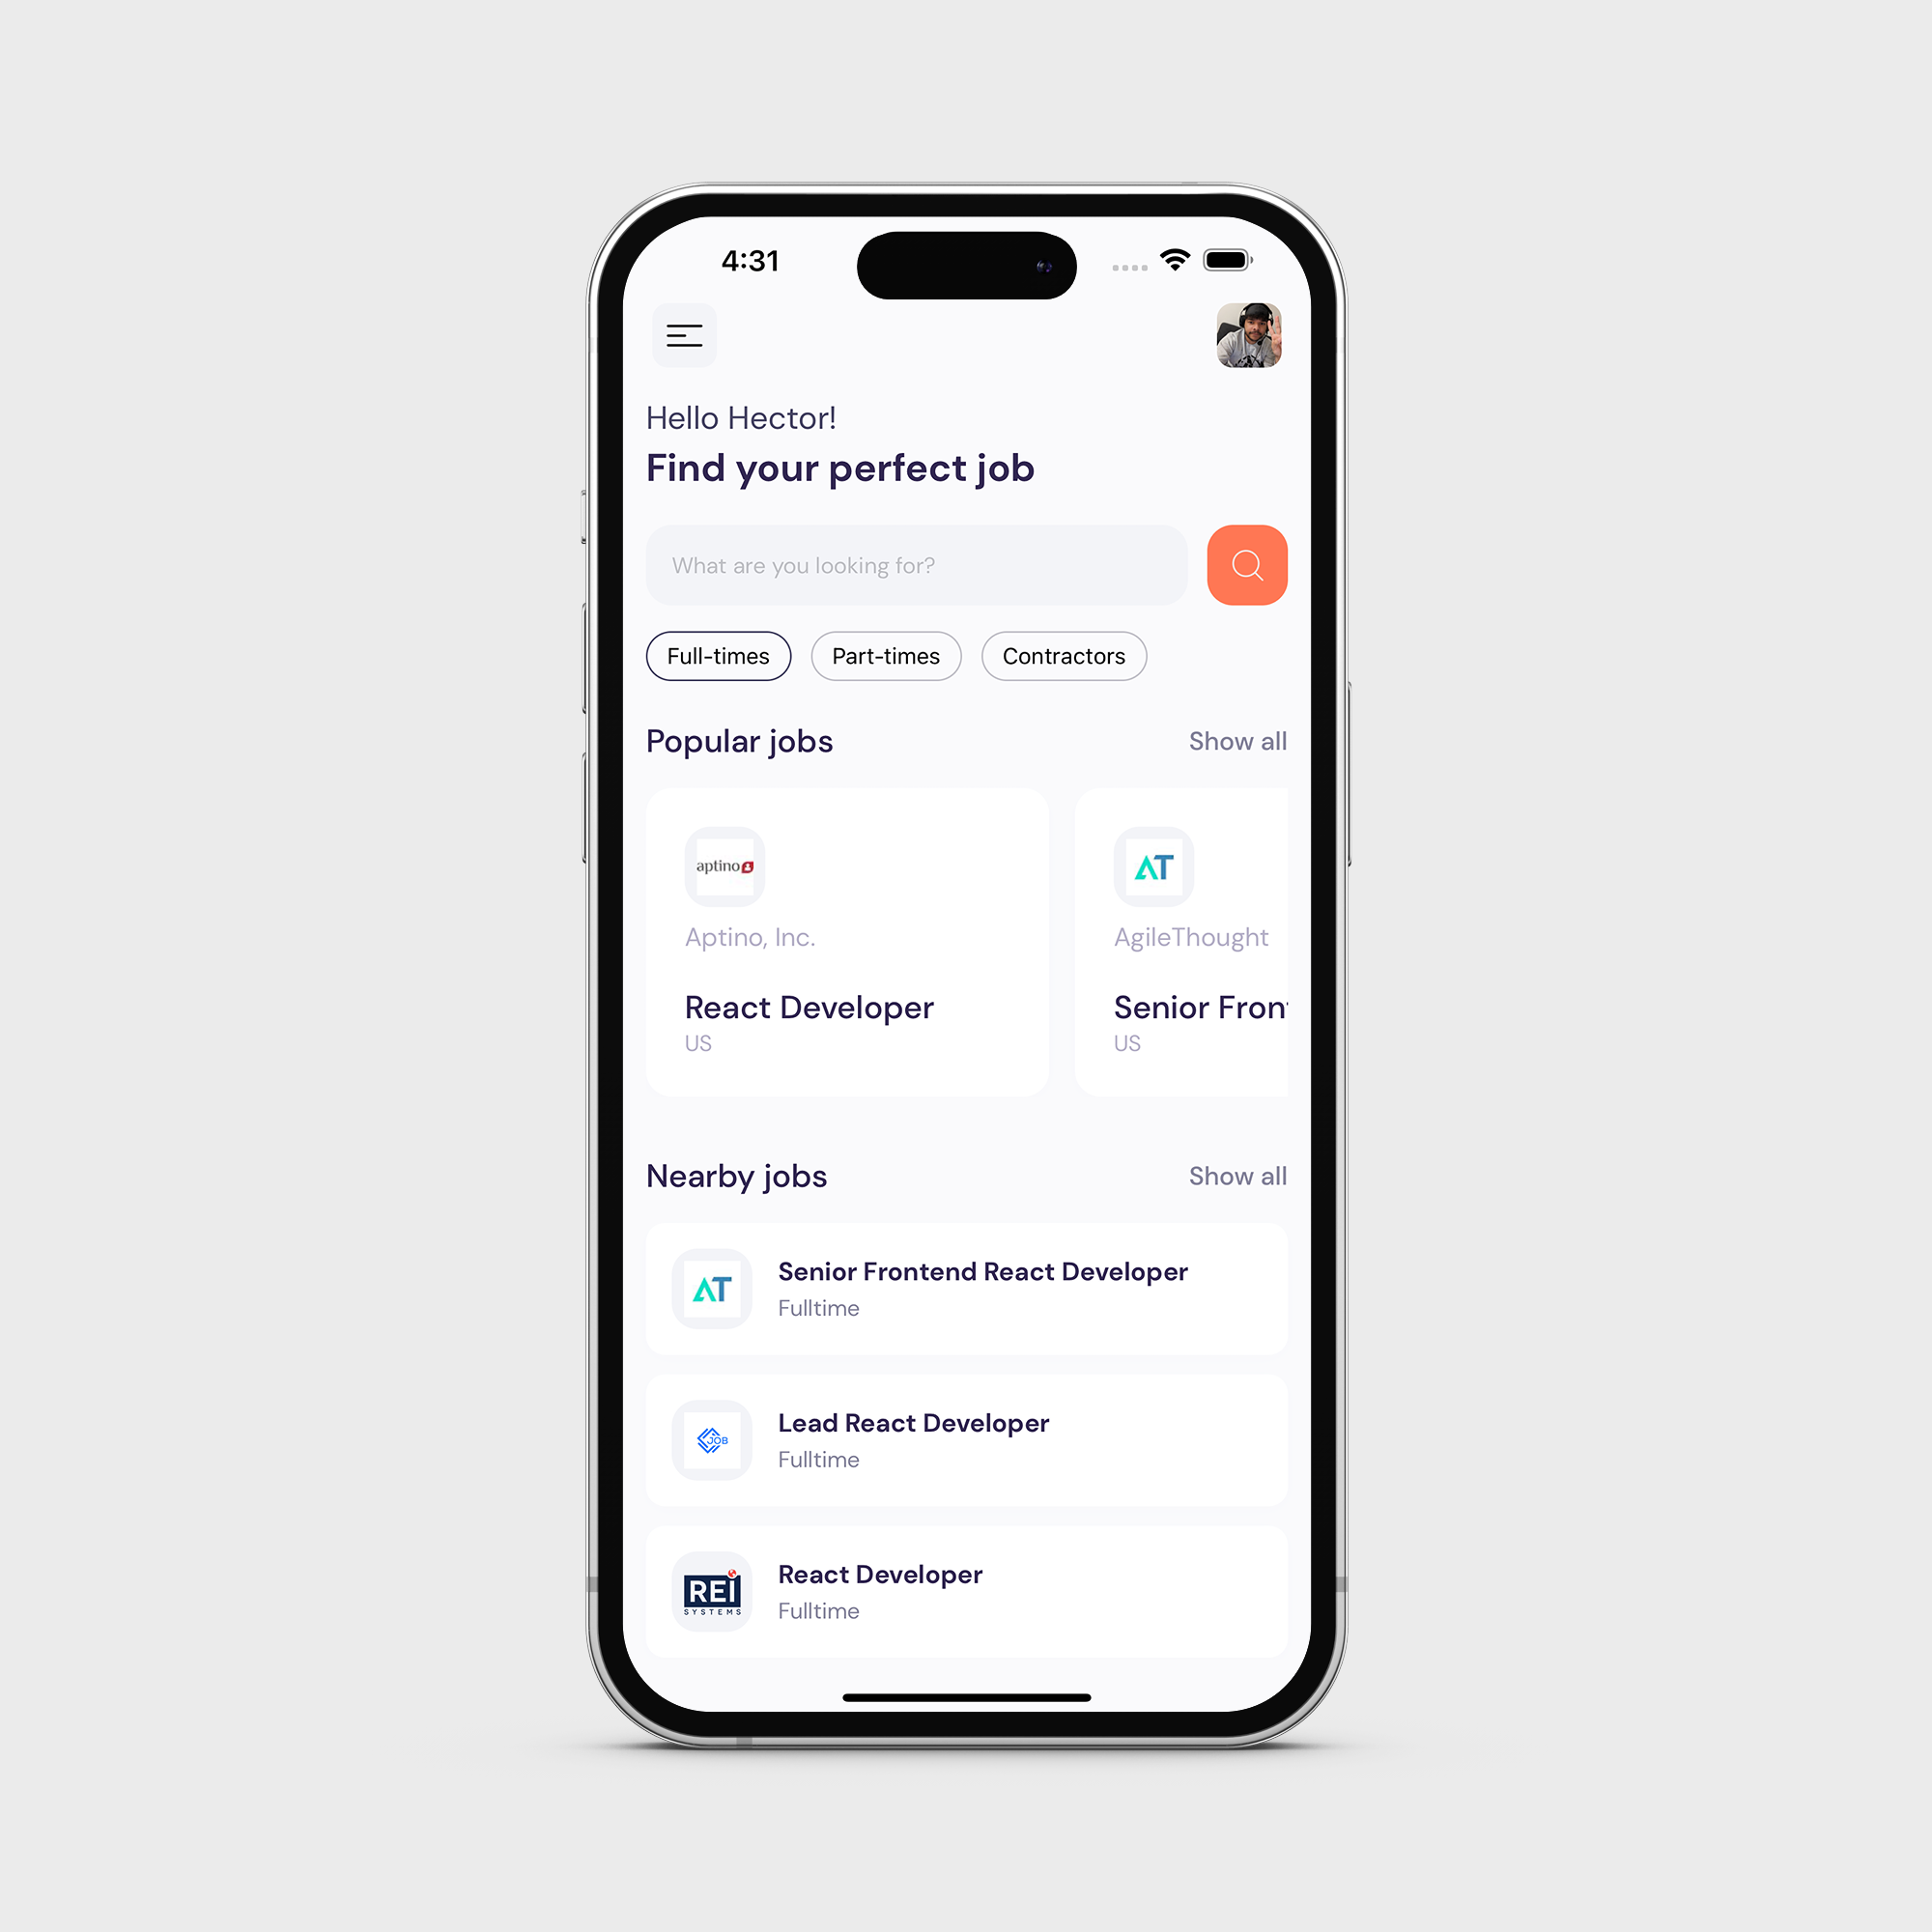 4:31
Hello Hector!
Find your perfect job
What are you looking for?
Full-times
Part-times
Contractors
Popular jobs
Show all
aptino
AT
Aptino, Inc.
AgileThought
React Developer
Senior Fron
US
US
Nearby jobs
Show all
AT
Senior Frontend React Developer
Fulltime
JOB
Lead React Developer
Fulltime
REI
SYSTEMS
React Developer
Fulltime